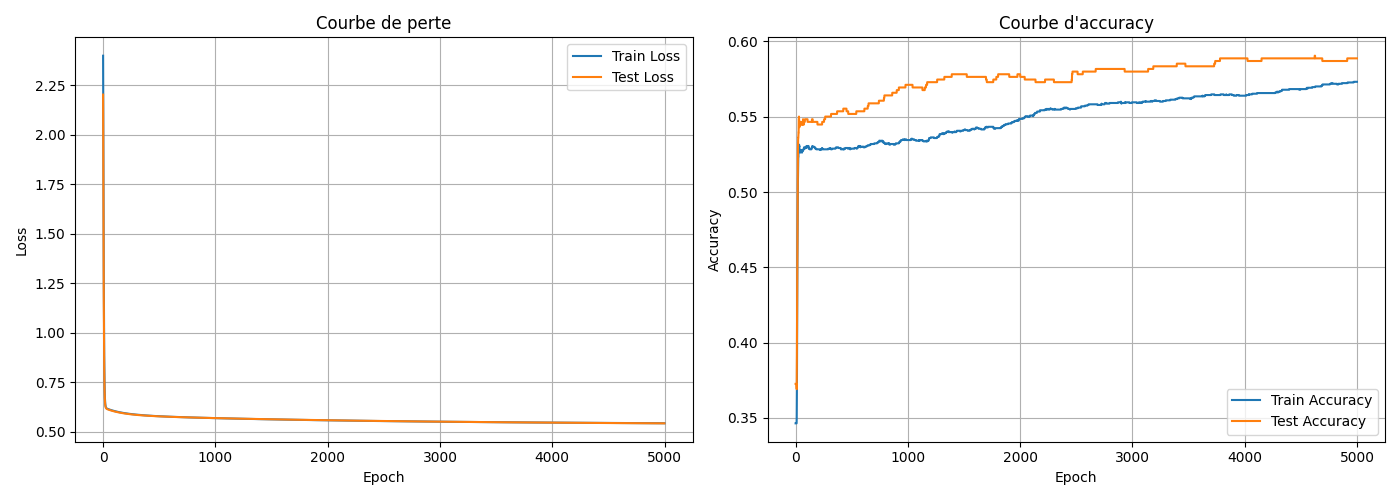 Courbe de perte
Train Loss
Test Loss
2.25
2.00
1.75
1.50
1.25
1.00
0.75
0.50
Loss
0
1000
2000
3000
4000
5000
Epoch
Courbe d'accuracy
0.60
0.55
0.50
0.45
0.40
0.35
Accuracy
Train Accuracy
Test Accuracy
0
1000
2000
3000
4000
5000
Epoch